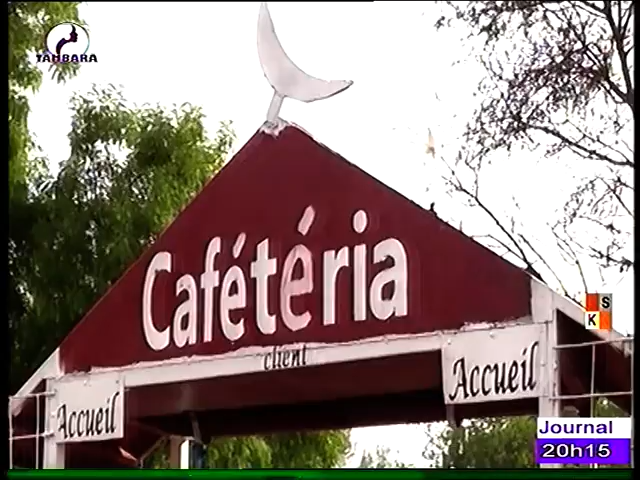 TAMBARA
Cafétéria
client
Accueil
Accueil
S
K
Journal
20h15